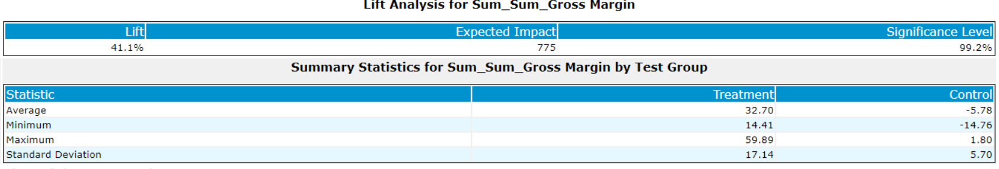 Lift Analysis for Sum_Sum_Gross Margin
Lift Expected Impact Significance Level
41.1% 775 99.2%
Summary Statistics for Sum_Sum_Gross Margin by Test Group
Statistic Treatment Control
Average 32.70 -5.78
Minimum 14.41 -14.76
Maximum 59.89 1.80
Standard Deviation 17.14 5.70